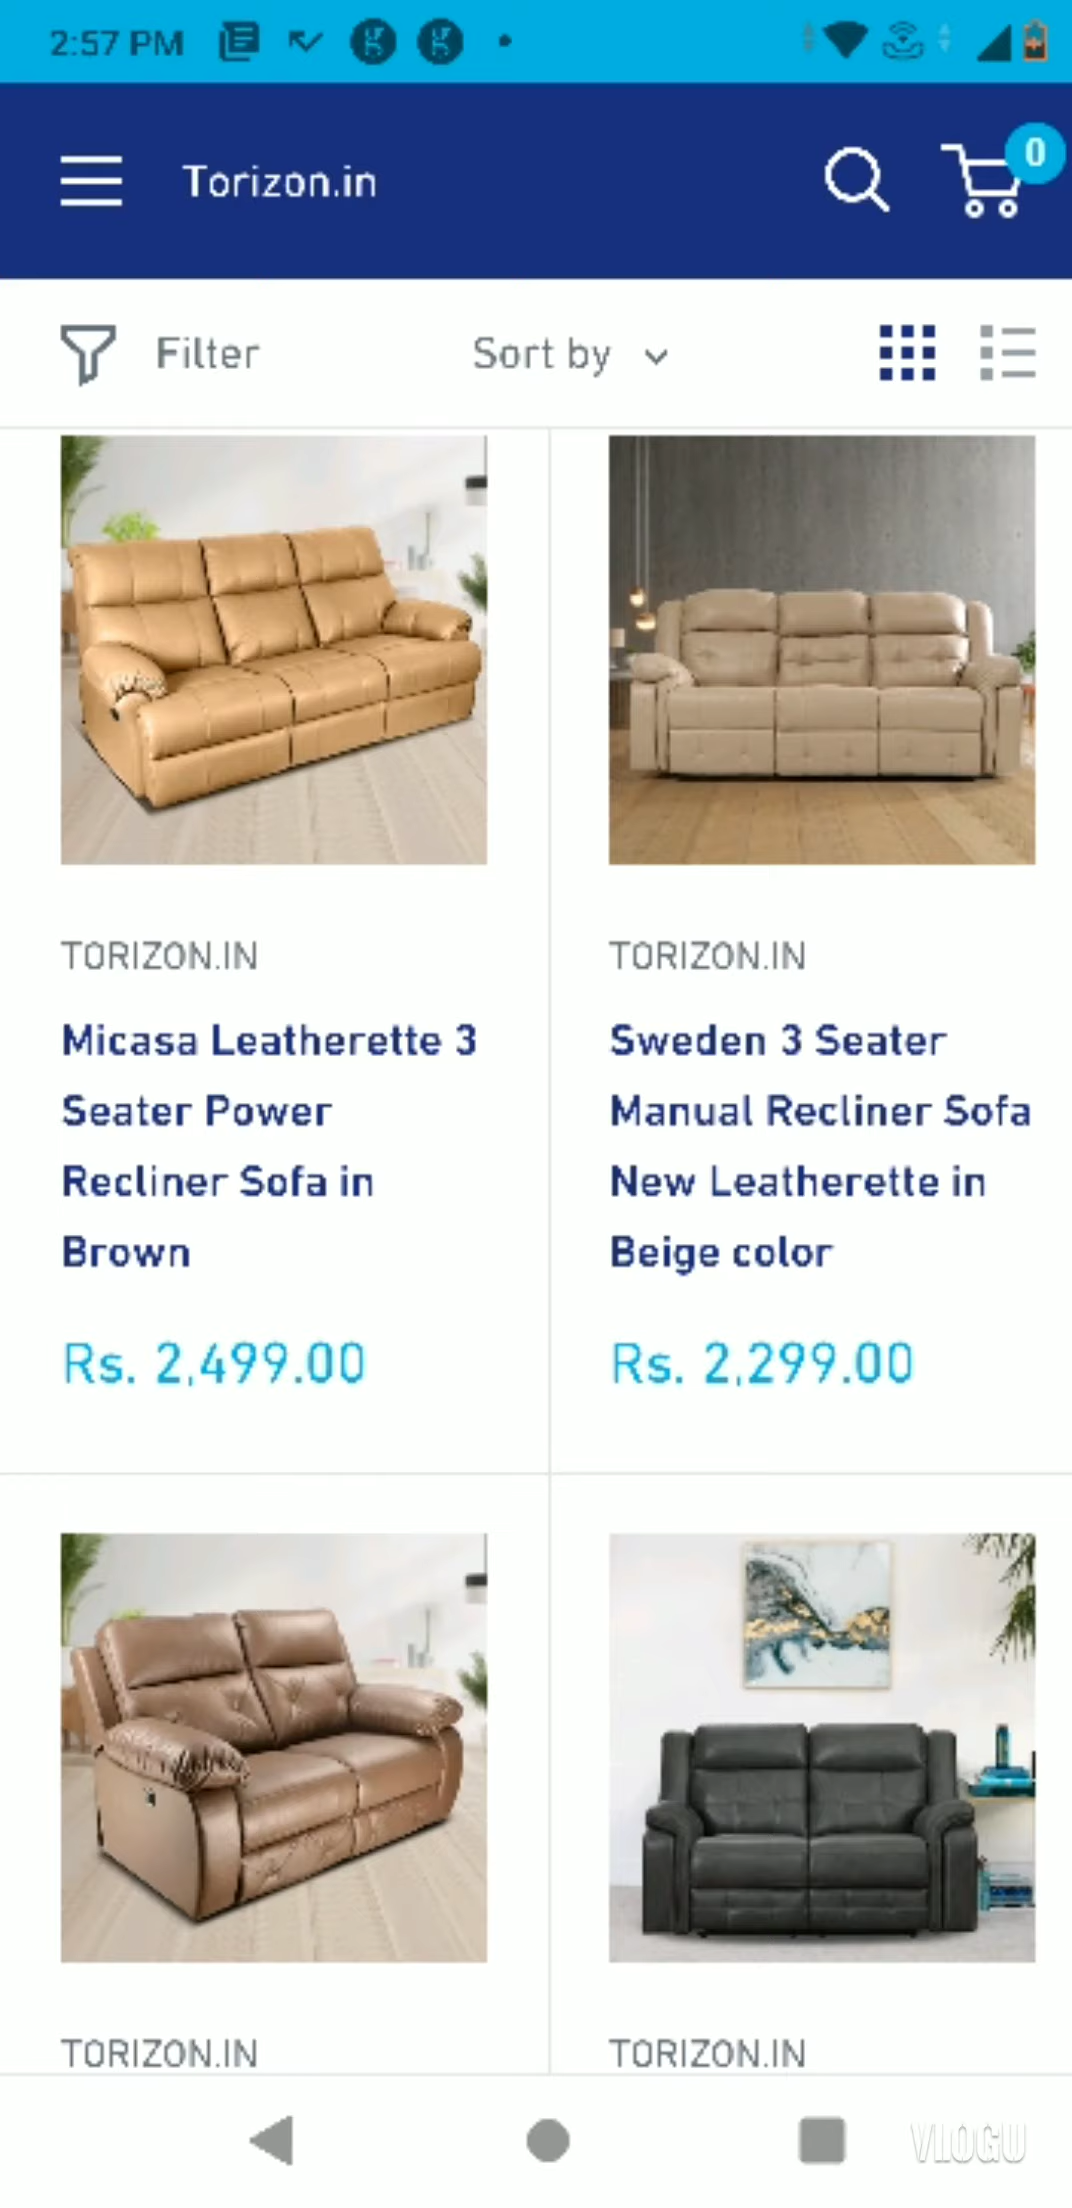 2:57 PM
Torizon.in
0
Filter
Sort by
TORIZON.IN
Micasa Leatherette 3
Seater Power
Recliner Sofa in
Brown
Rs. 2,499.00
TORIZON.IN
Sweden 3 Seater
Manual Recliner Sofa
New Leatherette in
Beige color
Rs. 2,299.00
TORIZON.IN
TORIZON.IN
VLOGU